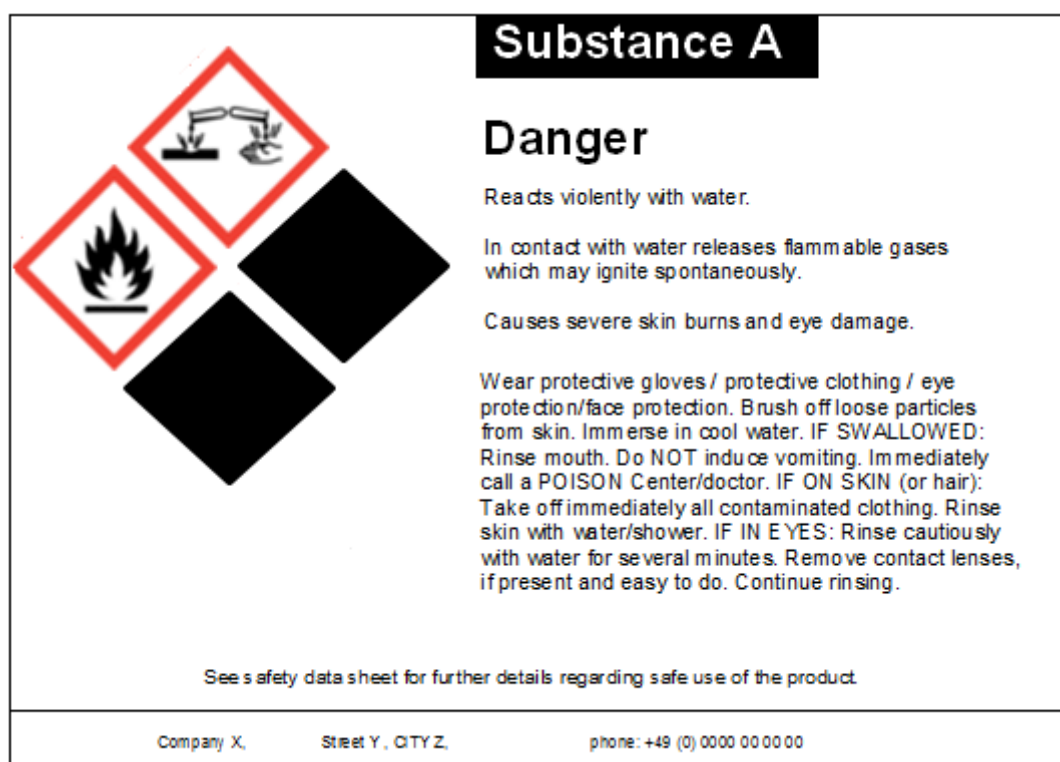 Substance A
Danger
Reacts violently with water.
In contact with water releases flammable gases
which may ignite spontaneously.
Causes severe skin burns and eye damage.
Wear protective gloves / protective clothing / eye
protection/face protection. Brush off loose particles
from skin. Immerse in cool water. IF SWALLOWED:
Rinse mouth. Do NOT induce vomiting. Immediately
call a POISON Center/doctor. IF ON SKIN (or hair):
Take off immediately all contaminated clothing. Rinse
skin with water/shower. IF IN EYES: Rinse cautiously
with water for several minutes. Remove contact lenses,
if present and easy to do. Continue rinsing.
See safety data sheet for further details regarding safe use of the product
Company X, Street Y, CITY Z, phone: +49 (0) 0000 00 00 00